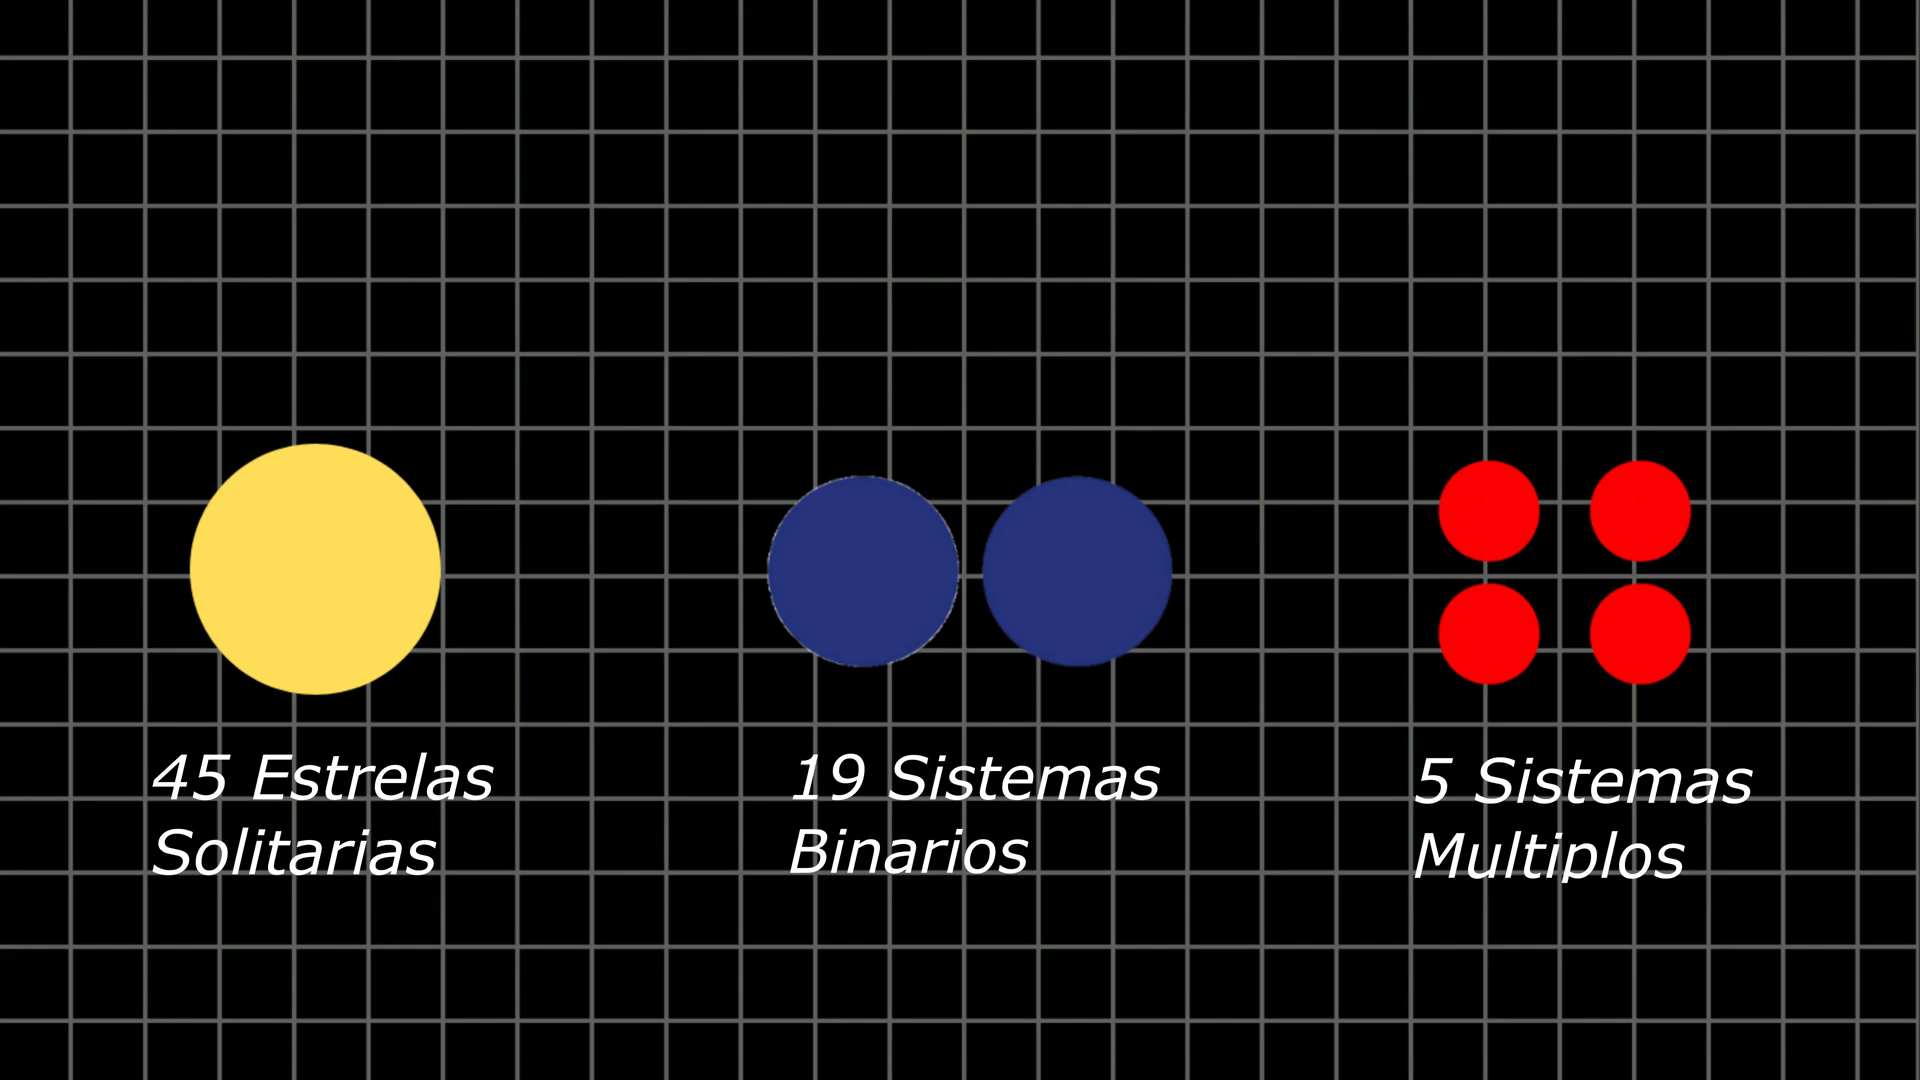 45 Estrelas
Solitarias
19 Sistemas
Binarios
5 Sistemas
Multiplos